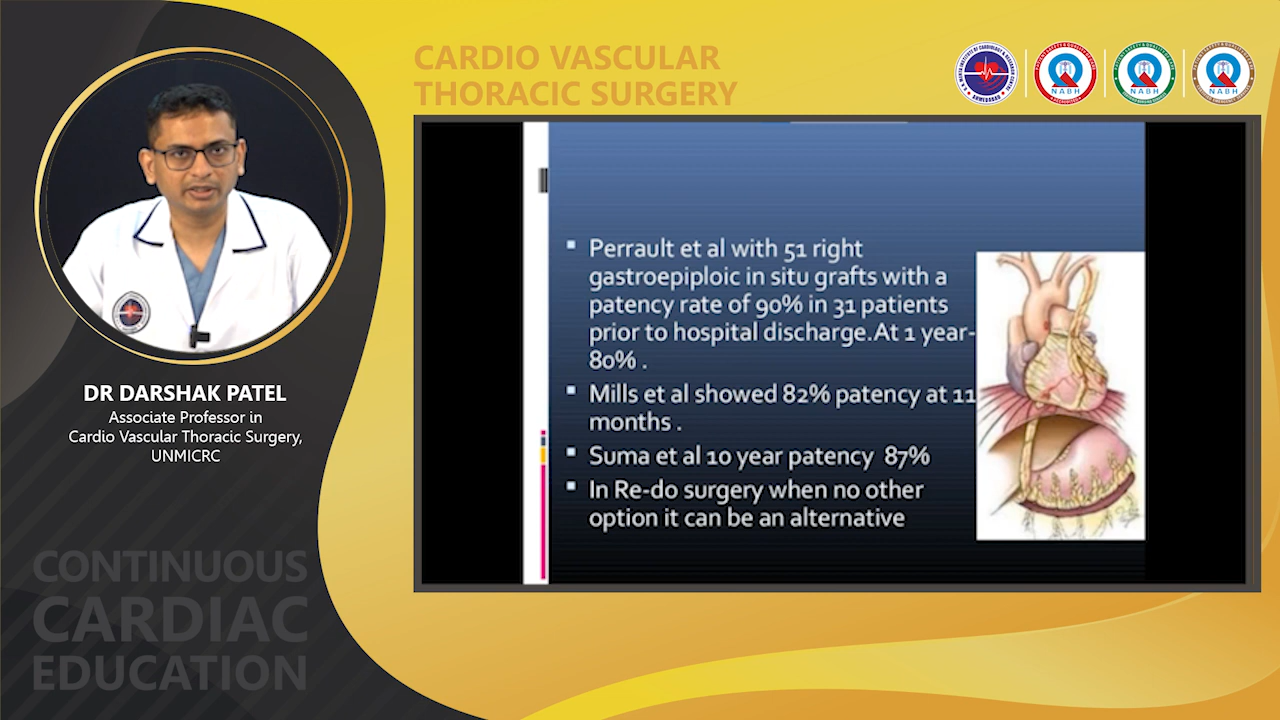 CARDIO VASCULAR
THORACIC SURGERY
NABH
NABH
NABH
Perrault et al with 51 right
gastroepiploic in situ grafts with a
patency rate of 90% in 31 patients
prior to hospital discharge.At 1 year-
80% .
Mills et al showed 82% patency at 11
months .
Suma et al 10 year patency 87%
In Re-do surgery when no other
option it can be an alternative
DR DARSHAK PATEL
Associate Professor in
Cardio Vascular Thoracic Surgery,
UNMICRC
CONTINUOUS
CARDIAC
EDUCATION